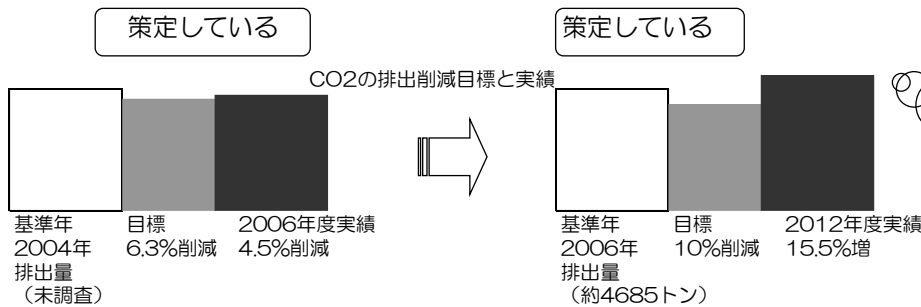 策定している
策定している
CO2の排出削減目標と実績
基準年
2004年
排出量
（未調査）
目標
6.3%削減
2006年度実績
4.5%削減
基準年
2006年
排出量
（約4685トン）
目標
10%削減
2012年度実績
15.5%増